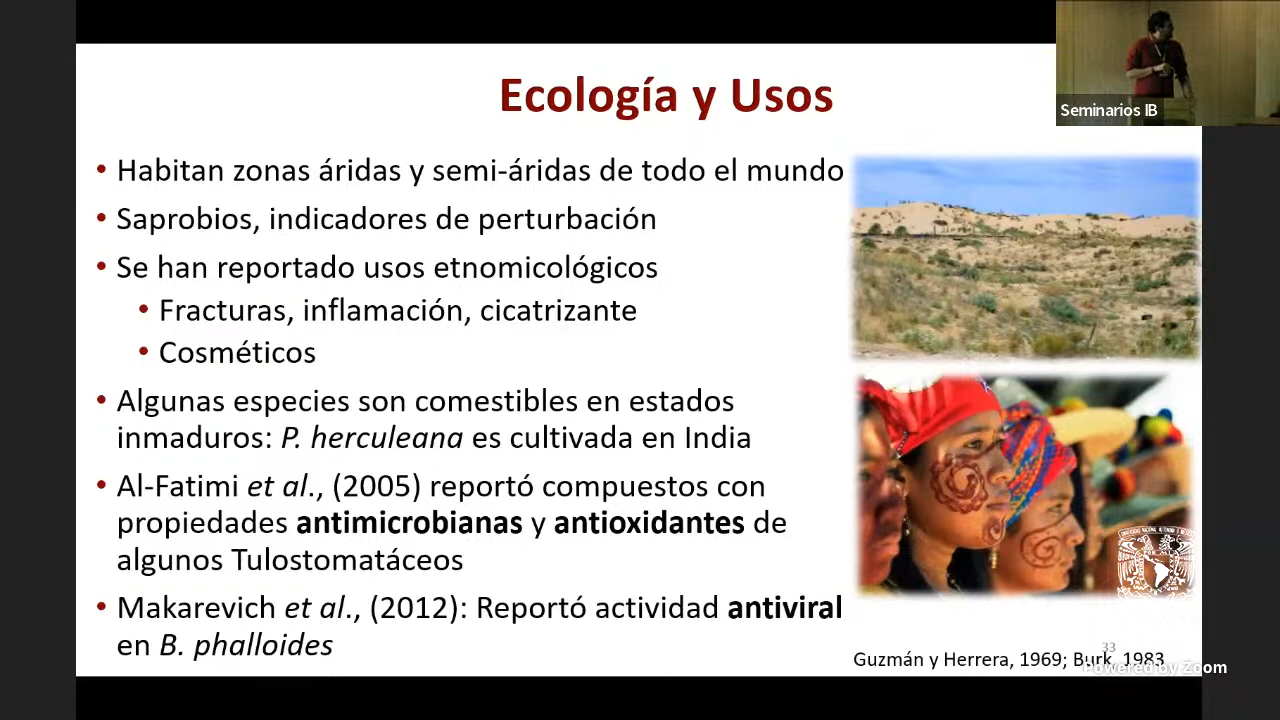 Ecología y Usos
Seminarios IB
• Habitan zonas áridas y semi-áridas de todo el mundo
• Saprobios, indicadores de perturbación
• Se han reportado usos etnomicológicos
• Fracturas, inflamación, cicatrizante
• Cosméticos
• Algunas especies son comestibles en estados
inmaduros: P. herculeana es cultivada en India
• Al-Fatimi et al., (2005) reportó compuestos con
propiedades antimicrobianas y antioxidantes de
algunos Tulostomatáceos
• Makarevich et al., (2012): Reportó actividad antiviral
en B. phalloides
33
Guzmán y Herrera, 1969; Burk, 1983
Powered by Zoom